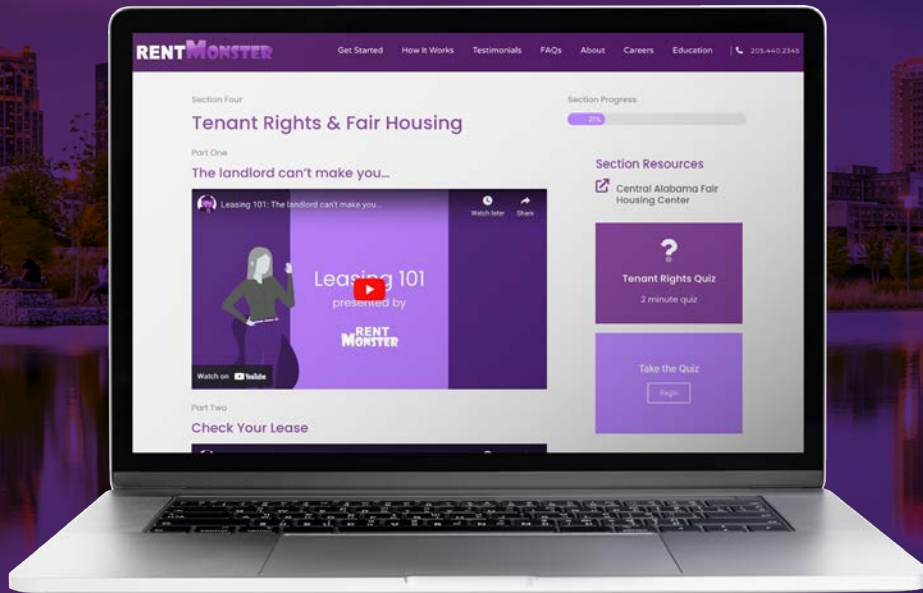 RENTMONSTER
Get Started How It Works Testimonials FAQs About Careers Education 205.440.2345
Section Four
Tenant Rights & Fair Housing
Part One
The landlord can't make you...
Leasing 101: The landlord can't make you...
Watch later Share
Leasing 101
presented by
RENT
MONSTER
Watch on YouTube
Part Two
Check Your Lease
Section Progress
21%
Section Resources
Central Alabama Fair
Housing Center
?
Tenant Rights Quiz
2 minute quiz
Take the Quiz
Begin